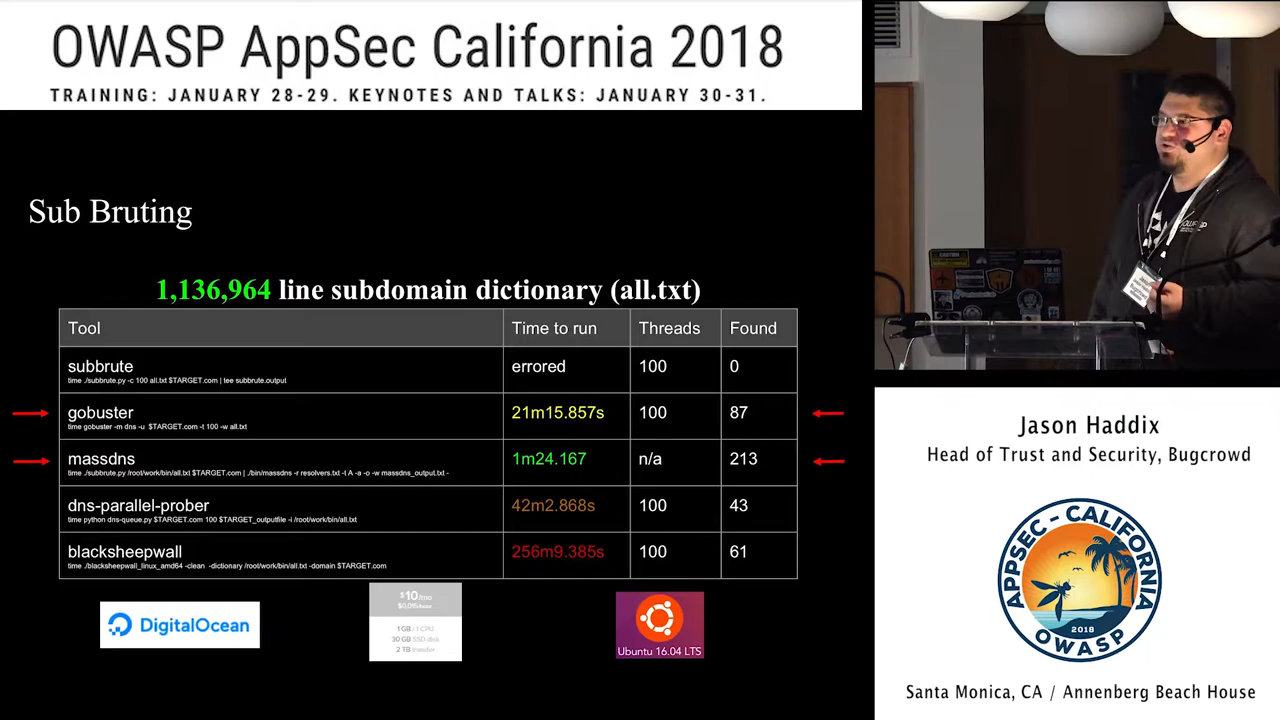 OWASP AppSec California 2018
TRAINING: JANUARY 28-29. KEYNOTES AND TALKS: JANUARY 30-31.
Sub Bruting
1,136,964 line subdomain dictionary (all.txt)
Tool Time to run Threads Found
subbrute errored 100 0
time ./subbrute.py -c 100 all.txt $TARGET.com | tee subbrute.output
gobuster 21m15.857s 100 87
time gobuster -m dns -u $TARGET.com -t 100 -w all.txt
massdns 1m24.167 n/a 213
time ./subbrute.py /root/work/bin/all.txt $TARGET.com | ./bin/massdns -r resolvers.txt -t A -a -o -w massdns_output.txt -
dns-parallel-prober 42m2.868s 100 43
time python dns-queue.py $TARGET.com 100 $TARGET_outputfile -i /root/work/bin/all.txt
blacksheepwall 256m9.385s 100 61
time ./blacksheepwall_linux_amd64 -clean -dictionary /root/work/bin/all.txt -domain $TARGET.com
DigitalOcean
$10/mo
$0.015/hour
1 GB / 1 CPU
30 GB SSD disk
2 TB transfer
Ubuntu 16.04 LTS
Jason Haddix
Head of Trust and Security, Bugcrowd
APPSEC - CALIFORNIA
2018
OWASP
Santa Monica, CA / Annenberg Beach House